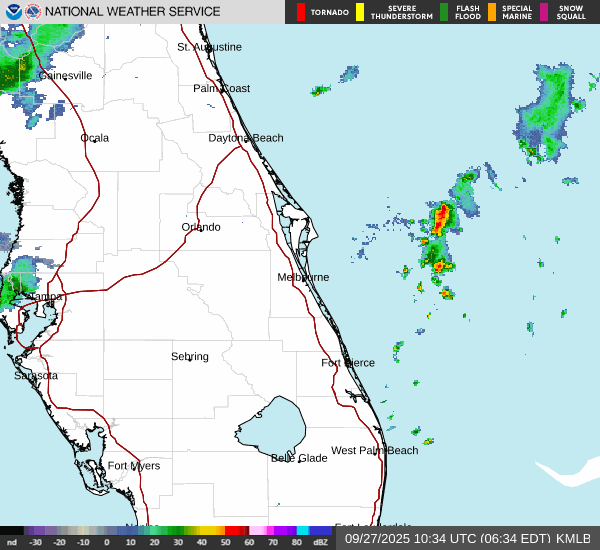 NATIONAL WEATHER SERVICE
TORNADO
SEVERE THUNDERSTORM
FLASH FLOOD
SPECIAL MARINE
SNOW SQUALL
St. Augustine
Gainesville
Palm Coast
Ocala
Daytona Beach
Orlando
Melbourne
Tampa
Sebring
Fort Pierce
Sarasota
West Palm Beach
Belle Glade
Fort Myers
nd -30 -20 -10 0 10 20 30 40 50 60 70 80 dBZ
09/27/2025 10:34 UTC (06:34 EDT) KMLB